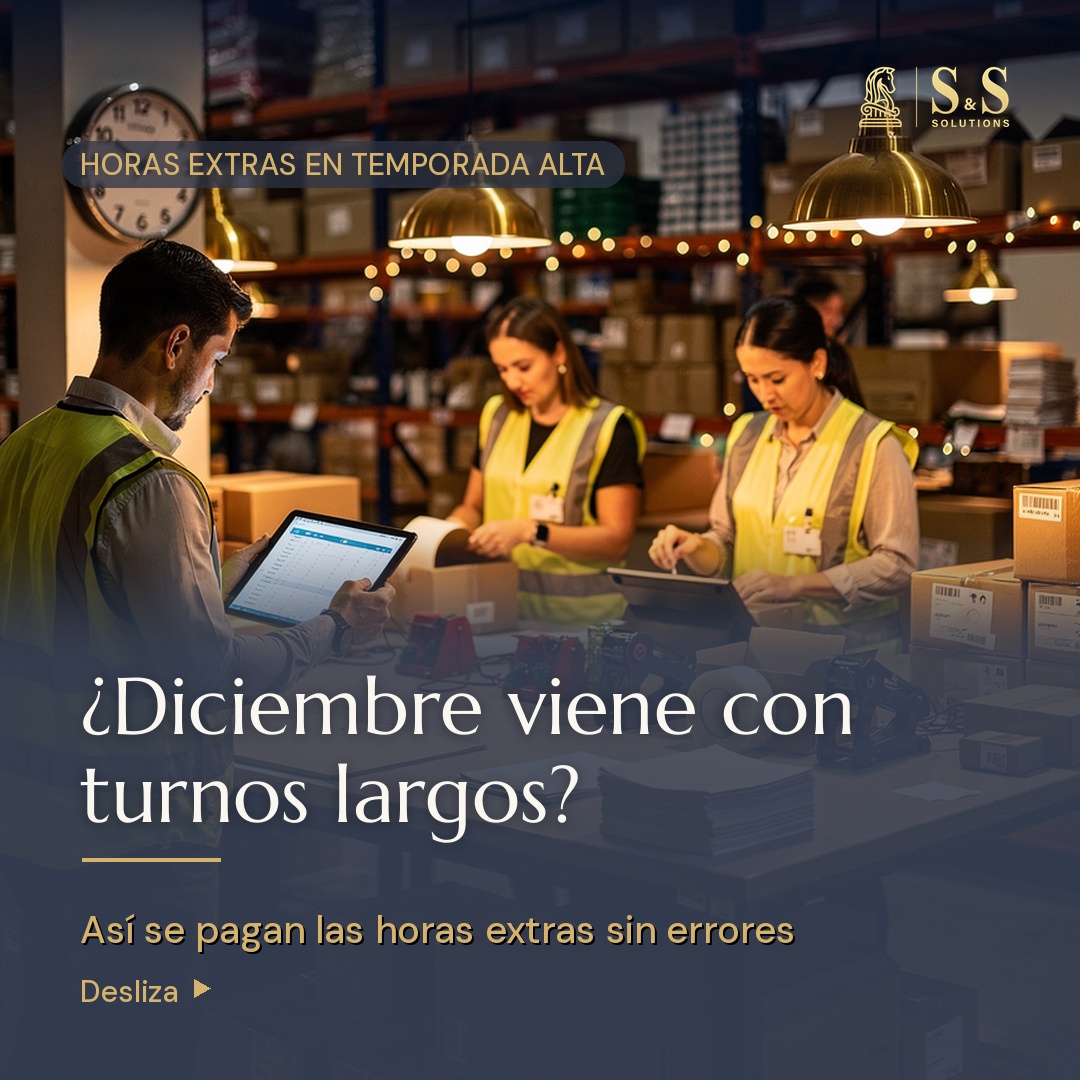 S&S
SOLUTIONS
HORAS EXTRAS EN TEMPORADA ALTA
¿Diciembre viene con
turnos largos?
Así se pagan las horas extras sin errores
Desliza